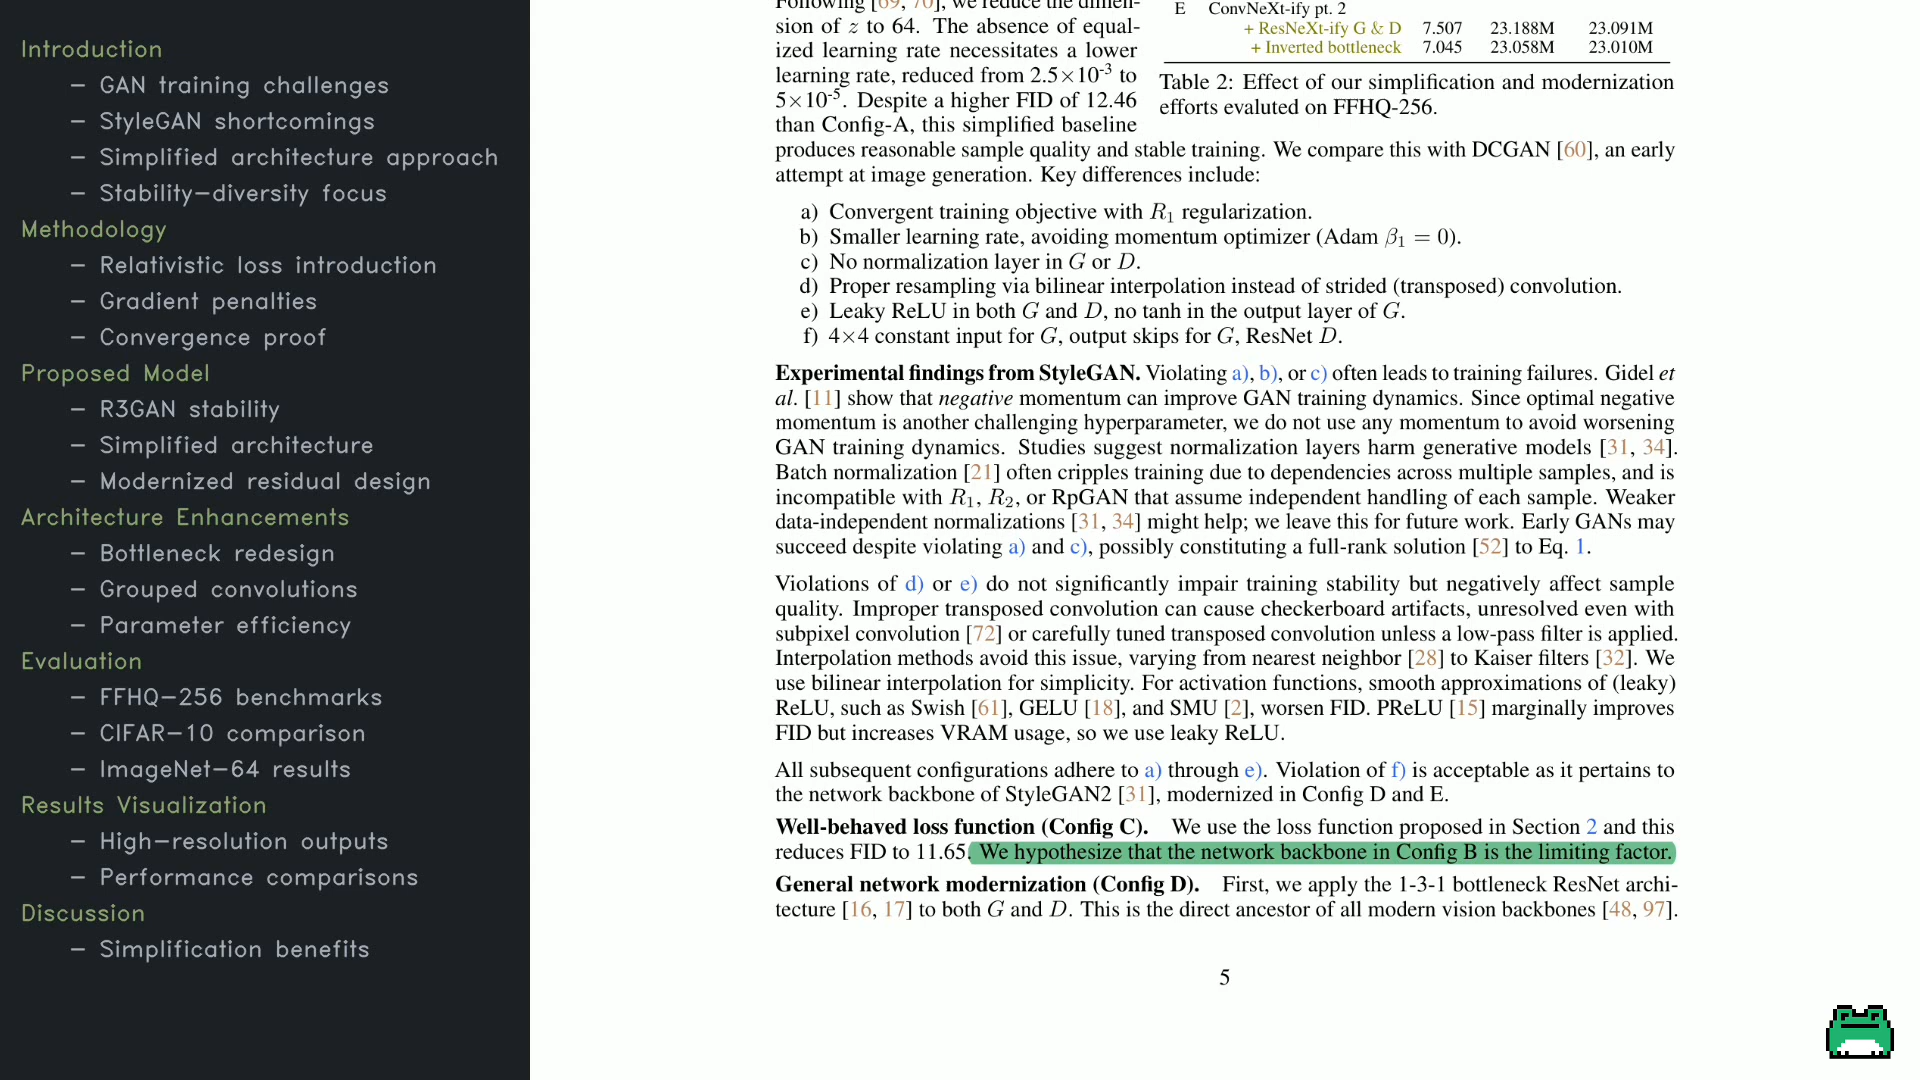 Introduction
– GAN training challenges
– StyleGAN shortcomings
– Simplified architecture approach
– Stability-diversity focus
Methodology
– Relativistic loss introduction
– Gradient penalties
– Convergence proof
Proposed Model
– R3GAN stability
– Simplified architecture
– Modernized residual design
Architecture Enhancements
– Bottleneck redesign
– Grouped convolutions
– Parameter efficiency
Evaluation
– FFHQ-256 benchmarks
– CIFAR-10 comparison
– ImageNet-64 results
Results Visualization
– High-resolution outputs
– Performance comparisons
Discussion
– Simplification benefits
Following [69, 70], we reduce the dimen-
sion of z to 64. The absence of equal-
ized learning rate necessitates a lower
learning rate, reduced from 2.5×10⁻³ to
5×10⁻⁵. Despite a higher FID of 12.46
than Config-A, this simplified baseline
E ConvNeXt-ify pt. 2
+ ResNeXt-ify G & D 7.507 23.188M 23.091M
+ Inverted bottleneck 7.045 23.058M 23.010M
Table 2: Effect of our simplification and modernization
efforts evaluted on FFHQ-256.
produces reasonable sample quality and stable training. We compare this with DCGAN [60], an early
attempt at image generation. Key differences include:
a) Convergent training objective with R₁ regularization.
b) Smaller learning rate, avoiding momentum optimizer (Adam β₁ = 0).
c) No normalization layer in G or D.
d) Proper resampling via bilinear interpolation instead of strided (transposed) convolution.
e) Leaky ReLU in both G and D, no tanh in the output layer of G.
f) 4×4 constant input for G, output skips for G, ResNet D.
Experimental findings from StyleGAN. Violating a), b), or c) often leads to training failures. Gidel et
al. [11] show that negative momentum can improve GAN training dynamics. Since optimal negative
momentum is another challenging hyperparameter, we do not use any momentum to avoid worsening
GAN training dynamics. Studies suggest normalization layers harm generative models [31, 34].
Batch normalization [21] often cripples training due to dependencies across multiple samples, and is
incompatible with R₁, R₂, or RpGAN that assume independent handling of each sample. Weaker
data-independent normalizations [31, 34] might help; we leave this for future work. Early GANs may
succeed despite violating a) and c), possibly constituting a full-rank solution [52] to Eq. 1.
Violations of d) or e) do not significantly impair training stability but negatively affect sample
quality. Improper transposed convolution can cause checkerboard artifacts, unresolved even with
subpixel convolution [72] or carefully tuned transposed convolution unless a low-pass filter is applied.
Interpolation methods avoid this issue, varying from nearest neighbor [28] to Kaiser filters [32]. We
use bilinear interpolation for simplicity. For activation functions, smooth approximations of (leaky)
ReLU, such as Swish [61], GELU [18], and SMU [2], worsen FID. PReLU [15] marginally improves
FID but increases VRAM usage, so we use leaky ReLU.
All subsequent configurations adhere to a) through e). Violation of f) is acceptable as it pertains to
the network backbone of StyleGAN2 [31], modernized in Config D and E.
Well-behaved loss function (Config C). We use the loss function proposed in Section 2 and this
reduces FID to 11.65. We hypothesize that the network backbone in Config B is the limiting factor.
General network modernization (Config D). First, we apply the 1-3-1 bottleneck ResNet archi-
tecture [16, 17] to both G and D. This is the direct ancestor of all modern vision backbones [48, 97].
5